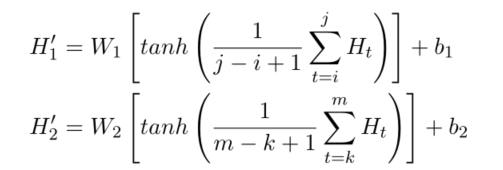 $H'_1 = W_1 \left[ tanh \left( \frac{1}{j-i+1} \sum_{t=i}^{j} H_t \right) \right] + b_1$
$H'_2 = W_2 \left[ tanh \left( \frac{1}{m-k+1} \sum_{t=k}^{m} H_t \right) \right] + b_2$